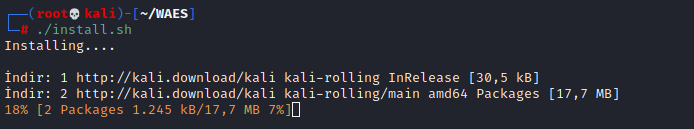 ┌──(root💀kali)-[~/WAES]
└─# ./install.sh
Installing....
İndir: 1 http://kali.download/kali kali-rolling InRelease [30,5 kB]
İndir: 2 http://kali.download/kali kali-rolling/main amd64 Packages [17,7 MB]
18% [2 Packages 1.245 kB/17,7 MB 7%]